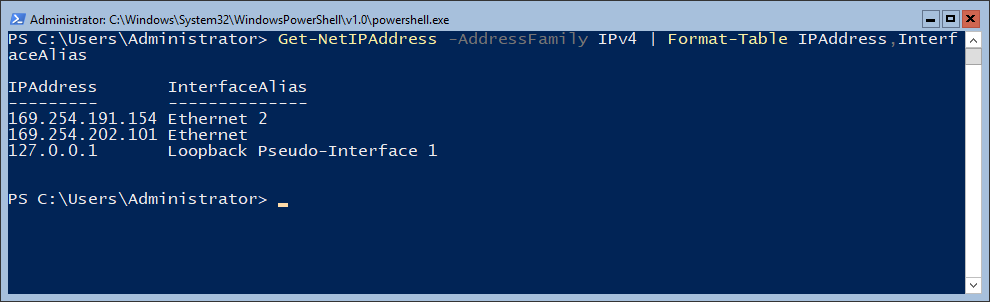 Administrator: C:\Windows\System32\WindowsPowerShell\v1.0\powershell.exe
PS C:\Users\Administrator> Get-NetIPAddress -AddressFamily IPv4 | Format-Table IPAddress,Interf
aceAlias
IPAddress       InterfaceAlias
---------       --------------
169.254.191.154 Ethernet 2
169.254.202.101 Ethernet
127.0.0.1       Loopback Pseudo-Interface 1
PS C:\Users\Administrator> _